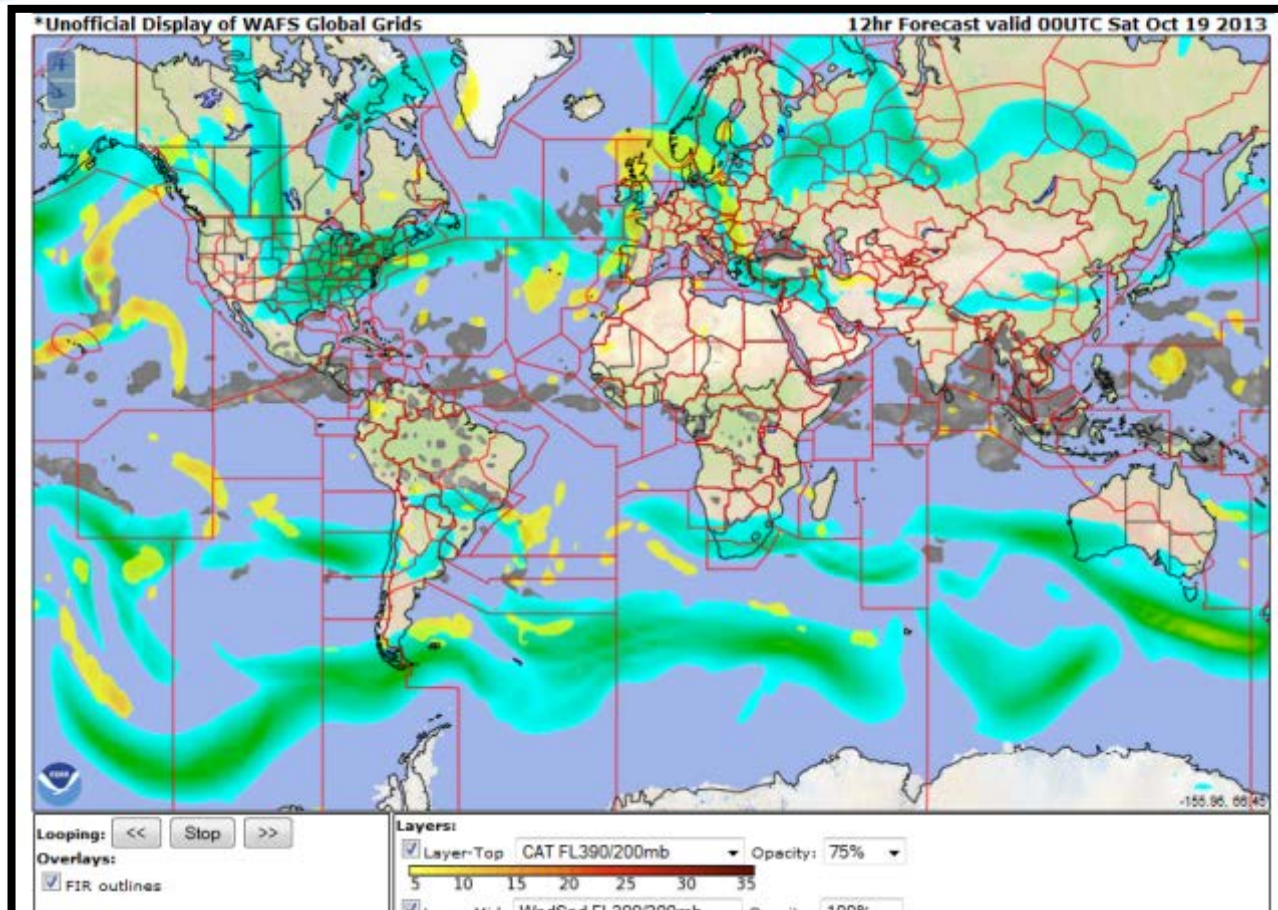 *Unofficial Display of WAFS Global Grids
12hr Forecast valid 00UTC Sat Oct 19 2013
-155.95, 66.45
Looping: << Stop >>
Overlays:
FIR outlines
Layers:
Layer-Top CAT FL390/200mb Opacity: 75%
5 10 15 20 25 30 35